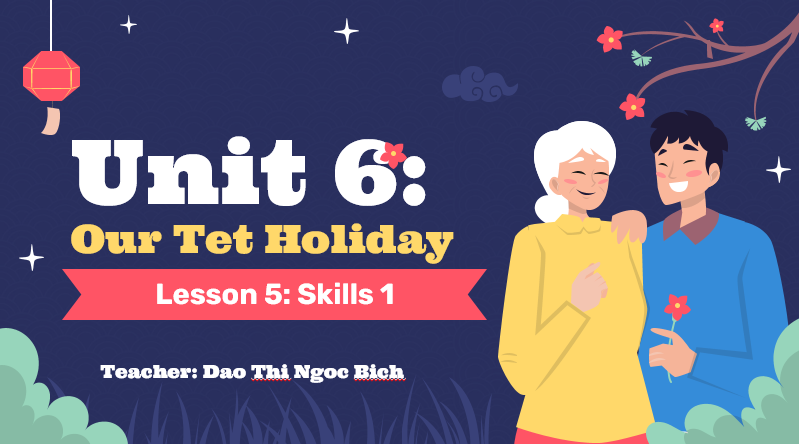 Unit 6:
Our Tet Holiday
Lesson 5: Skills 1
Teacher: Dao Thi Ngoc Bich